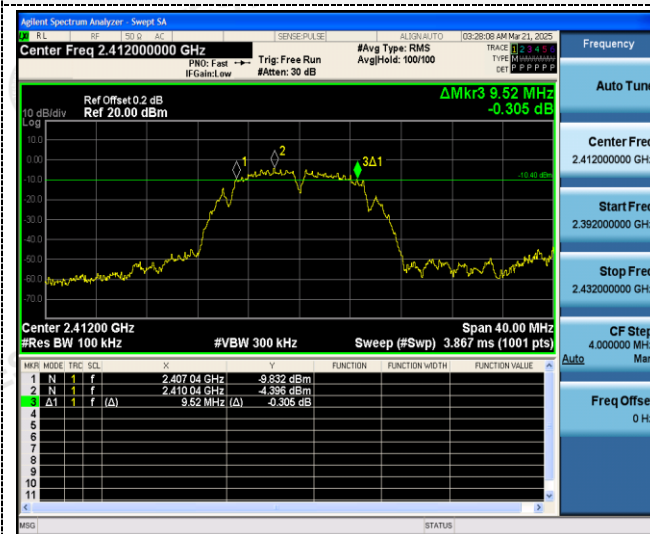 Agilent Spectrum Analyzer - Swept SA
RL RF 50 Ω AC SENSE:PULSE ALIGNAUTO 03:28:08 AM Mar 21, 2025
Center Freq 2.412000000 GHz
PNO: Fast
IFGain:Low
Trig: Free Run
#Atten: 30 dB
#Avg Type: RMS
Avg|Hold: 100/100
TRACE 1 2 3 4 5 6
TYPE M
DET P P P P P P
Ref Offset 0.2 dB
Ref 20.00 dBm
10 dB/div
Log
ΔMkr3 9.52 MHz
-0.305 dB
10.0
0.00
-10.0
-20.0
-30.0
-40.0
-50.0
-60.0
-70.0
1
2
3Δ1
-10.40 dBm
Center 2.41200 GHz Span 40.00 MHz
#Res BW 100 kHz #VBW 300 kHz Sweep (#Swp) 3.867 ms (1001 pts)
MKR MODE TRC SCL X Y FUNCTION FUNCTION WIDTH FUNCTION VALUE
1 N 1 f 2.407 04 GHz -9.832 dBm
2 N 1 f 2.410 04 GHz -4.396 dBm
3 Δ1 1 f (Δ) 9.52 MHz (Δ) -0.305 dB
4
5
6
7
8
9
10
11
MSG STATUS
Frequency
Auto Tune
Center Freq
2.412000000 GHz
Start Freq
2.392000000 GHz
Stop Freq
2.432000000 GHz
CF Step
4.000000 MHz
Auto Man
Freq Offset
0 Hz